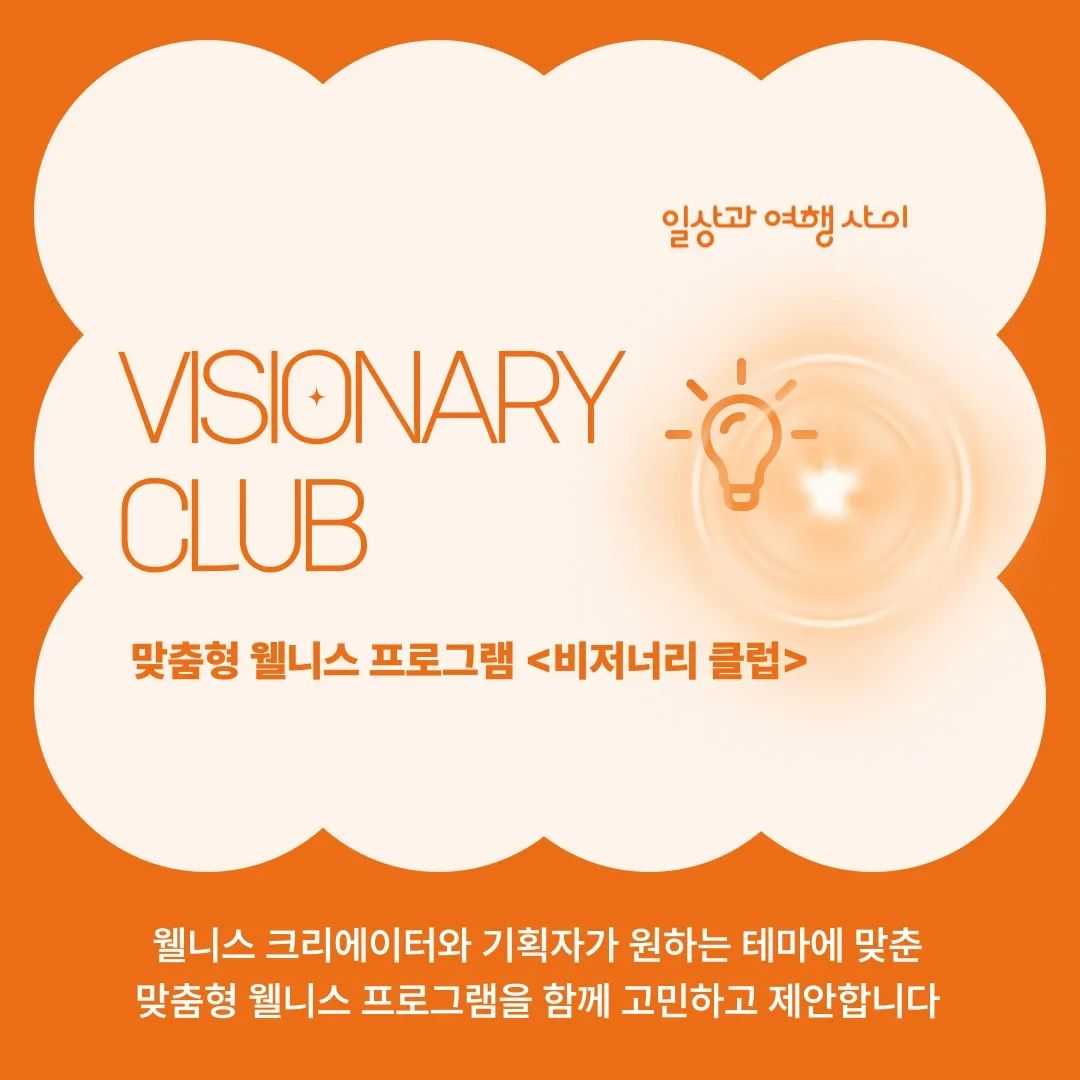 일상과 여행 사이
VISIONARY
CLUB
맞춤형 웰니스 프로그램 <비저너리 클럽>
웰니스 크리에이터와 기획자가 원하는 테마에 맞춘
맞춤형 웰니스 프로그램을 함께 고민하고 제안합니다